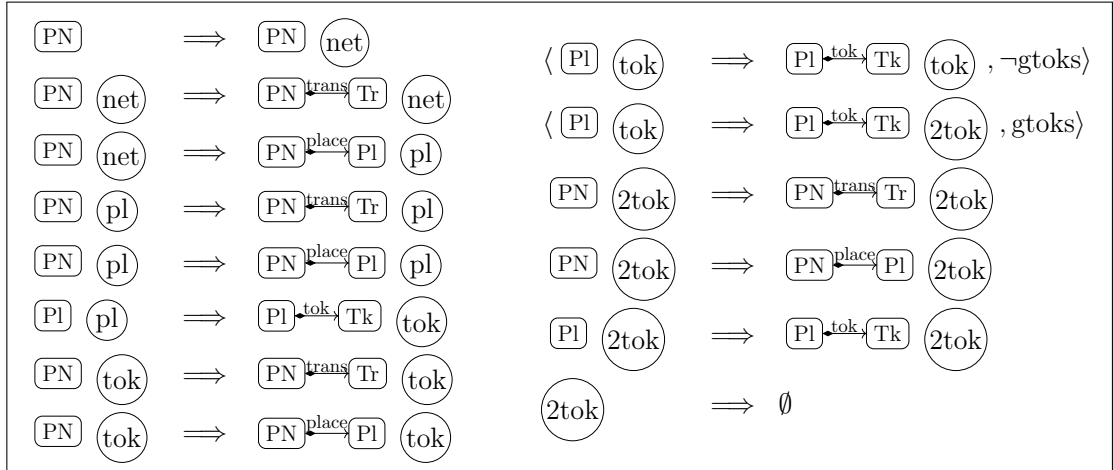 PN ⟹ PN net
PN net ⟹ PN trans Tr net
PN net ⟹ PN place Pl pl
PN pl ⟹ PN trans Tr pl
PN pl ⟹ PN place Pl pl
Pl pl ⟹ Pl tok Tk tok
PN tok ⟹ PN trans Tr tok
PN tok ⟹ PN place Pl tok
⟨ Pl tok ⟹ Pl tok Tk tok , ¬gtoks⟩
⟨ Pl tok ⟹ Pl tok Tk 2tok , gtoks⟩
PN 2tok ⟹ PN trans Tr 2tok
PN 2tok ⟹ PN place Pl 2tok
Pl 2tok ⟹ Pl tok Tk 2tok
2tok ⟹ ∅